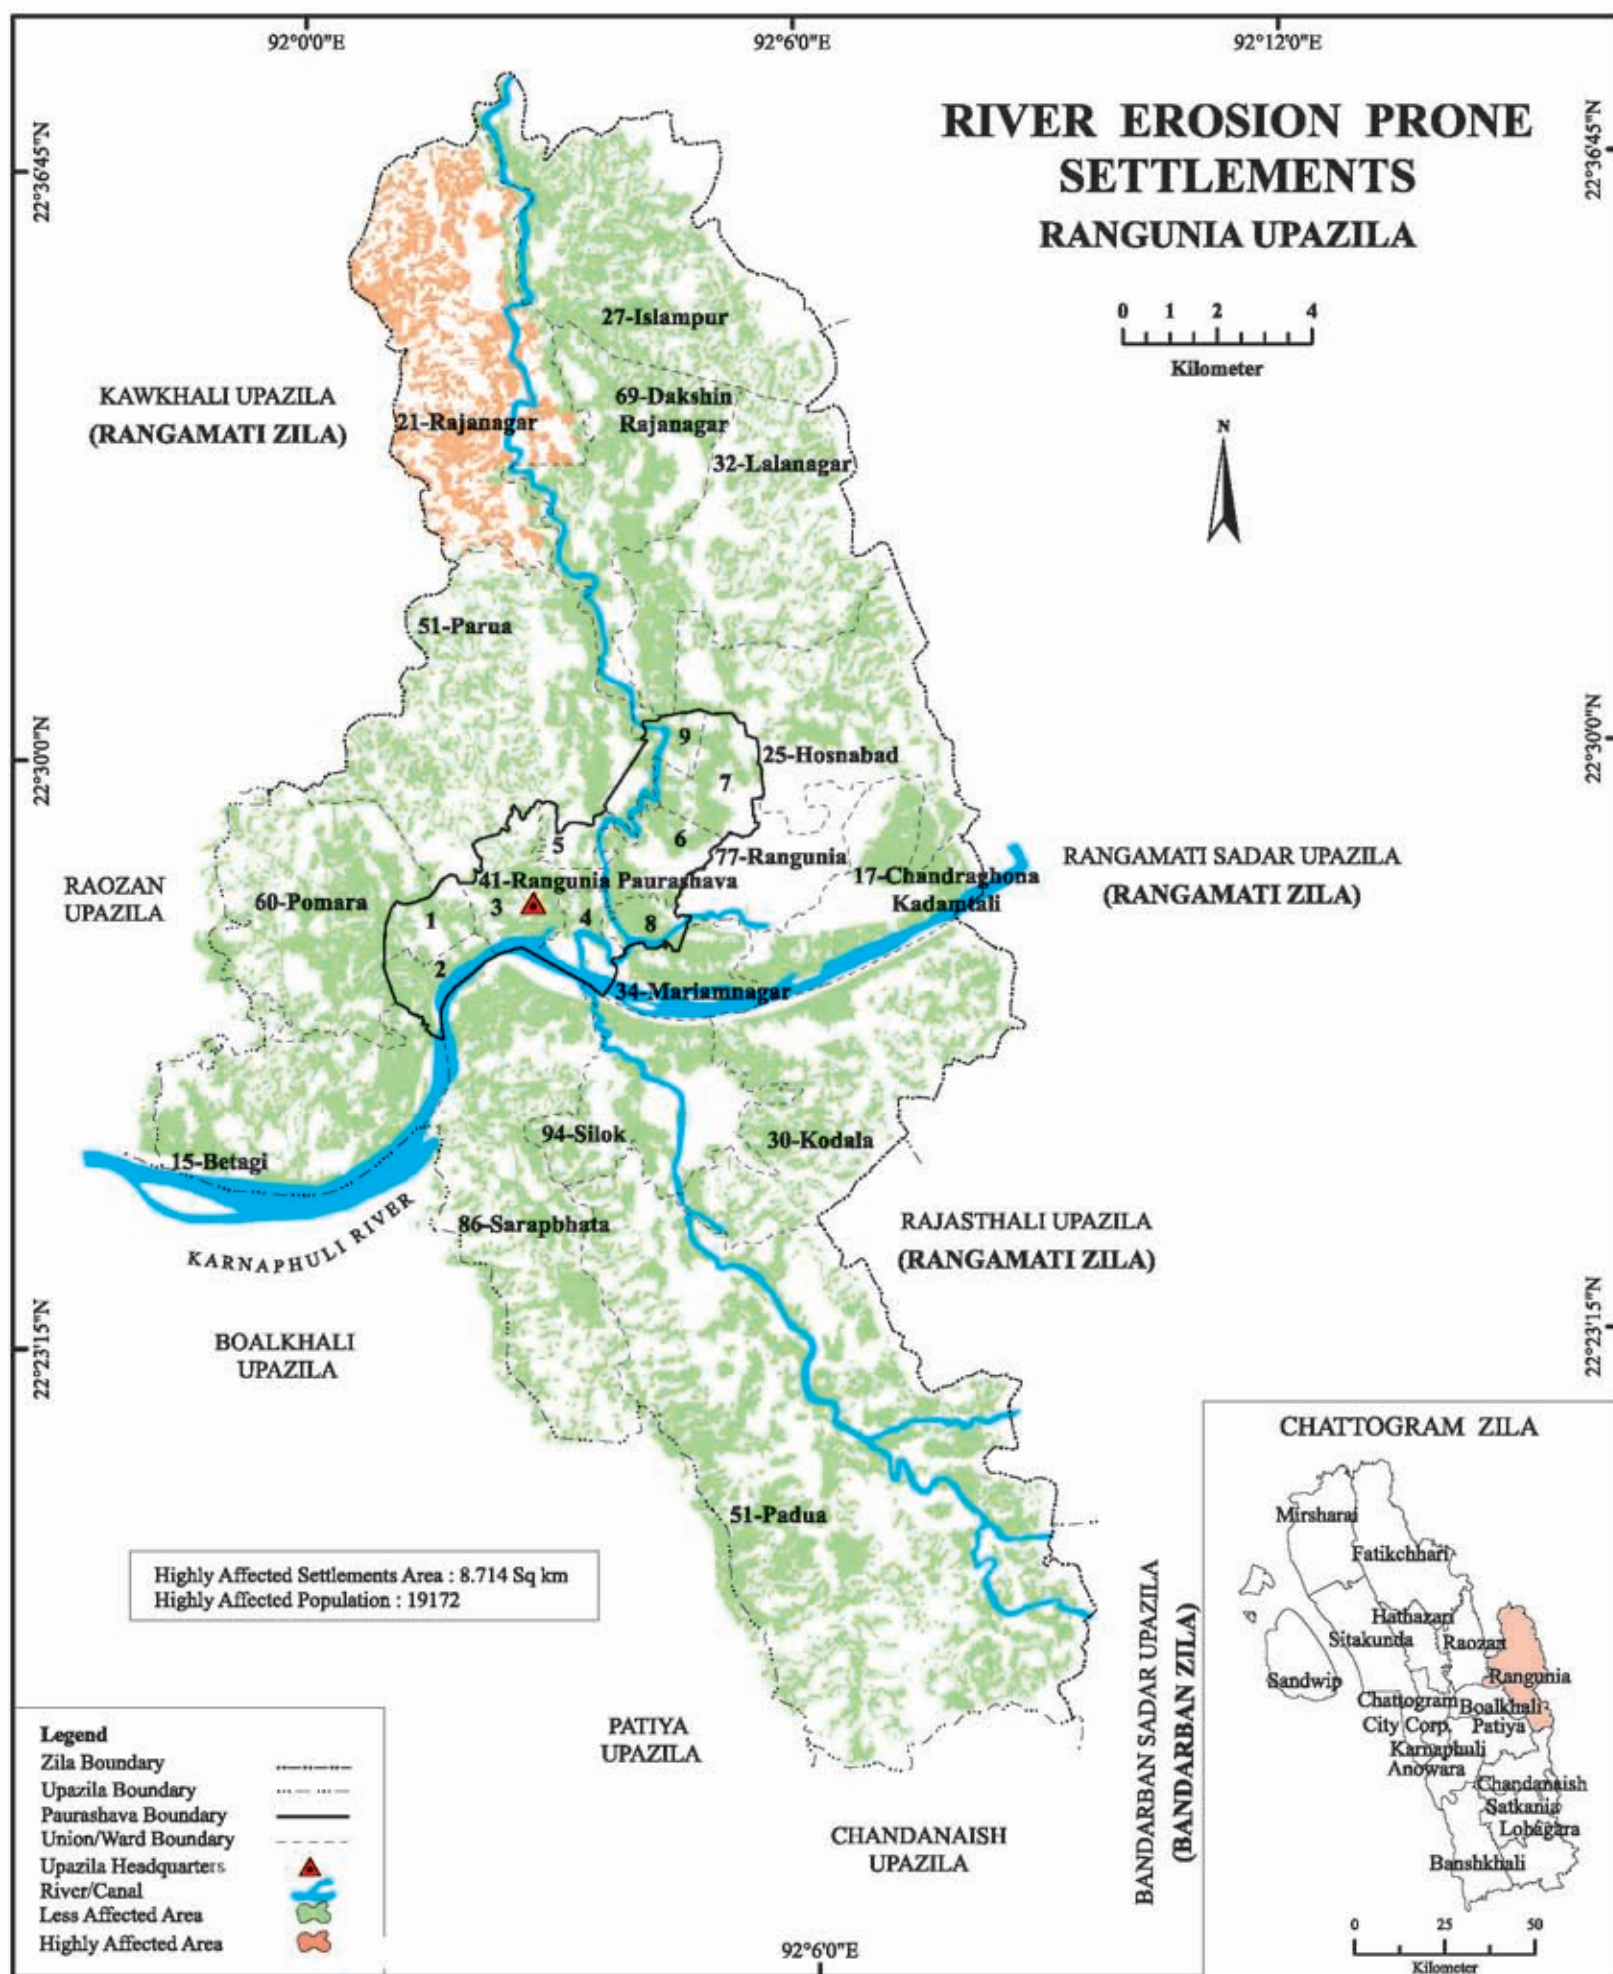 92°0'0"E
92°6'0"E
92°12'0"E
22°36'45"N
22°36'45"N
RIVER EROSION PRONE
SETTLEMENTS
RANGUNIA UPAZILA
0 1 2 4
Kilometer
N
27-Islampur
KAWKHALI UPAZILA
(RANGAMATI ZILA)
69-Dakshin
Rajanagar
21-Rajanagar
32-Lalanagar
51-Parua
22°30'0"N
22°30'0"N
9
25-Hosnabad
7
6
5
77-Rangunia
RANGAMATI SADAR UPAZILA
(RANGAMATI ZILA)
17-Chandraghona
Kadamtali
41-Rangunia Paurashava
RAOZAN
UPAZILA
60-Pomara
1
3
4
8
2
34-Mariamnagar
94-Silok
30-Kodala
15-Betagi
KARNAPHULI RIVER
86-Sarapbhata
RAJASTHALI UPAZILA
(RANGAMATI ZILA)
22°23'15"N
22°23'15"N
BOALKHALI
UPAZILA
51-Padua
Highly Affected Settlements Area : 8.714 Sq km
Highly Affected Population : 19172
PATIYA
UPAZILA
CHANDANAISH
UPAZILA
BANDARBAN SADAR UPAZILA
(BANDARBAN ZILA)
Legend
Zila Boundary
Upazila Boundary
Paurashava Boundary
Union/Ward Boundary
Upazila Headquarters
River/Canal
Less Affected Area
Highly Affected Area
92°6'0"E
CHATTOGRAM ZILA
Mirsharai
Fatikchhari
Hathazari
Sitakunda
Raozan
Sandwip
Rangunia
Chattogram
City Corp.
Boalkhali
Patiya
Karnaphuli
Anowara
Chandanaish
Satkania
Lohagara
Banshkhali
0 25 50
Kilometer